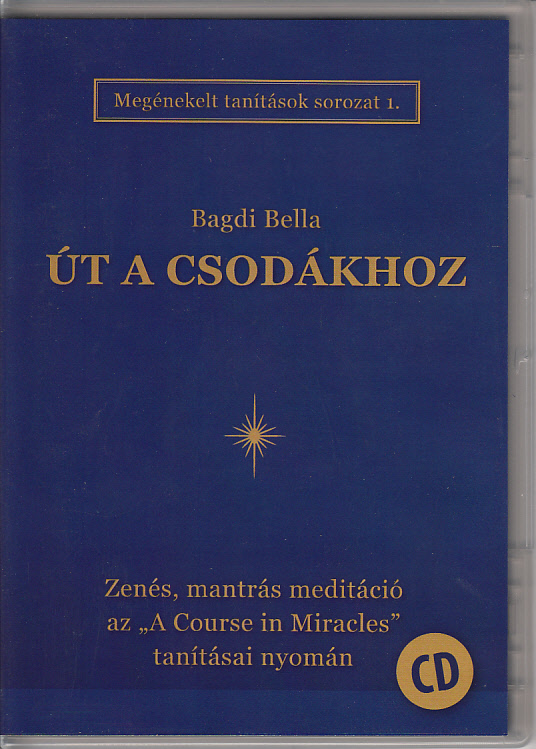 Megénekelt tanítások sorozat 1.
Bagdi Bella
ÚT A CSODÁKHOZ
Zenés, mantrás meditáció
az „A Course in Miracles”
tanításai nyomán
CD